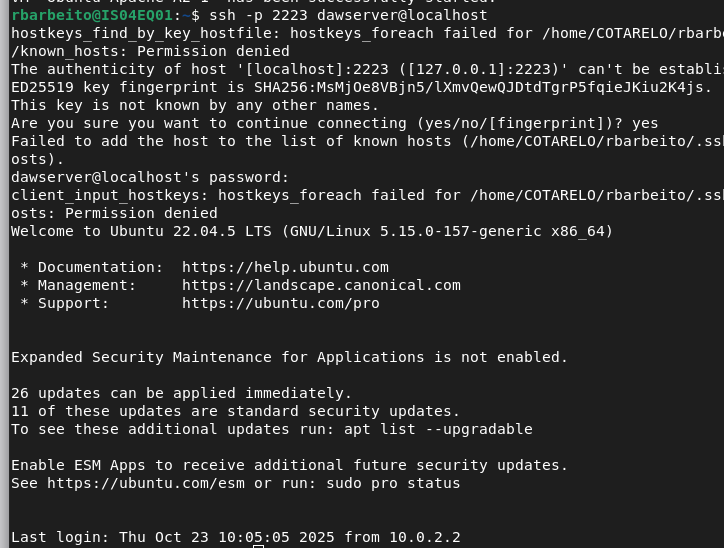 rbarbeito@IS04EQ01:~$ ssh -p 2223 dawserver@localhost
hostkeys_find_by_key_hostfile: hostkeys_foreach failed for /home/COTARELO/rbarbe
/known_hosts: Permission denied
The authenticity of host '[localhost]:2223 ([127.0.0.1]:2223)' can't be establis
ED25519 key fingerprint is SHA256:MsMjOe8VBjn5/lXmvQewQJDtdTgrP5fqieJKiu2K4js.
This key is not known by any other names.
Are you sure you want to continue connecting (yes/no/[fingerprint])? yes
Failed to add the host to the list of known hosts (/home/COTARELO/rbarbeito/.ssh
osts).
dawserver@localhost's password:
client_input_hostkeys: hostkeys_foreach failed for /home/COTARELO/rbarbeito/.ssh
osts: Permission denied
Welcome to Ubuntu 22.04.5 LTS (GNU/Linux 5.15.0-157-generic x86_64)
* Documentation: https://help.ubuntu.com
* Management: https://landscape.canonical.com
* Support: https://ubuntu.com/pro
Expanded Security Maintenance for Applications is not enabled.
26 updates can be applied immediately.
11 of these updates are standard security updates.
To see these additional updates run: apt list --upgradable
Enable ESM Apps to receive additional future security updates.
See https://ubuntu.com/esm or run: sudo pro status
Last login: Thu Oct 23 10:05:05 2025 from 10.0.2.2